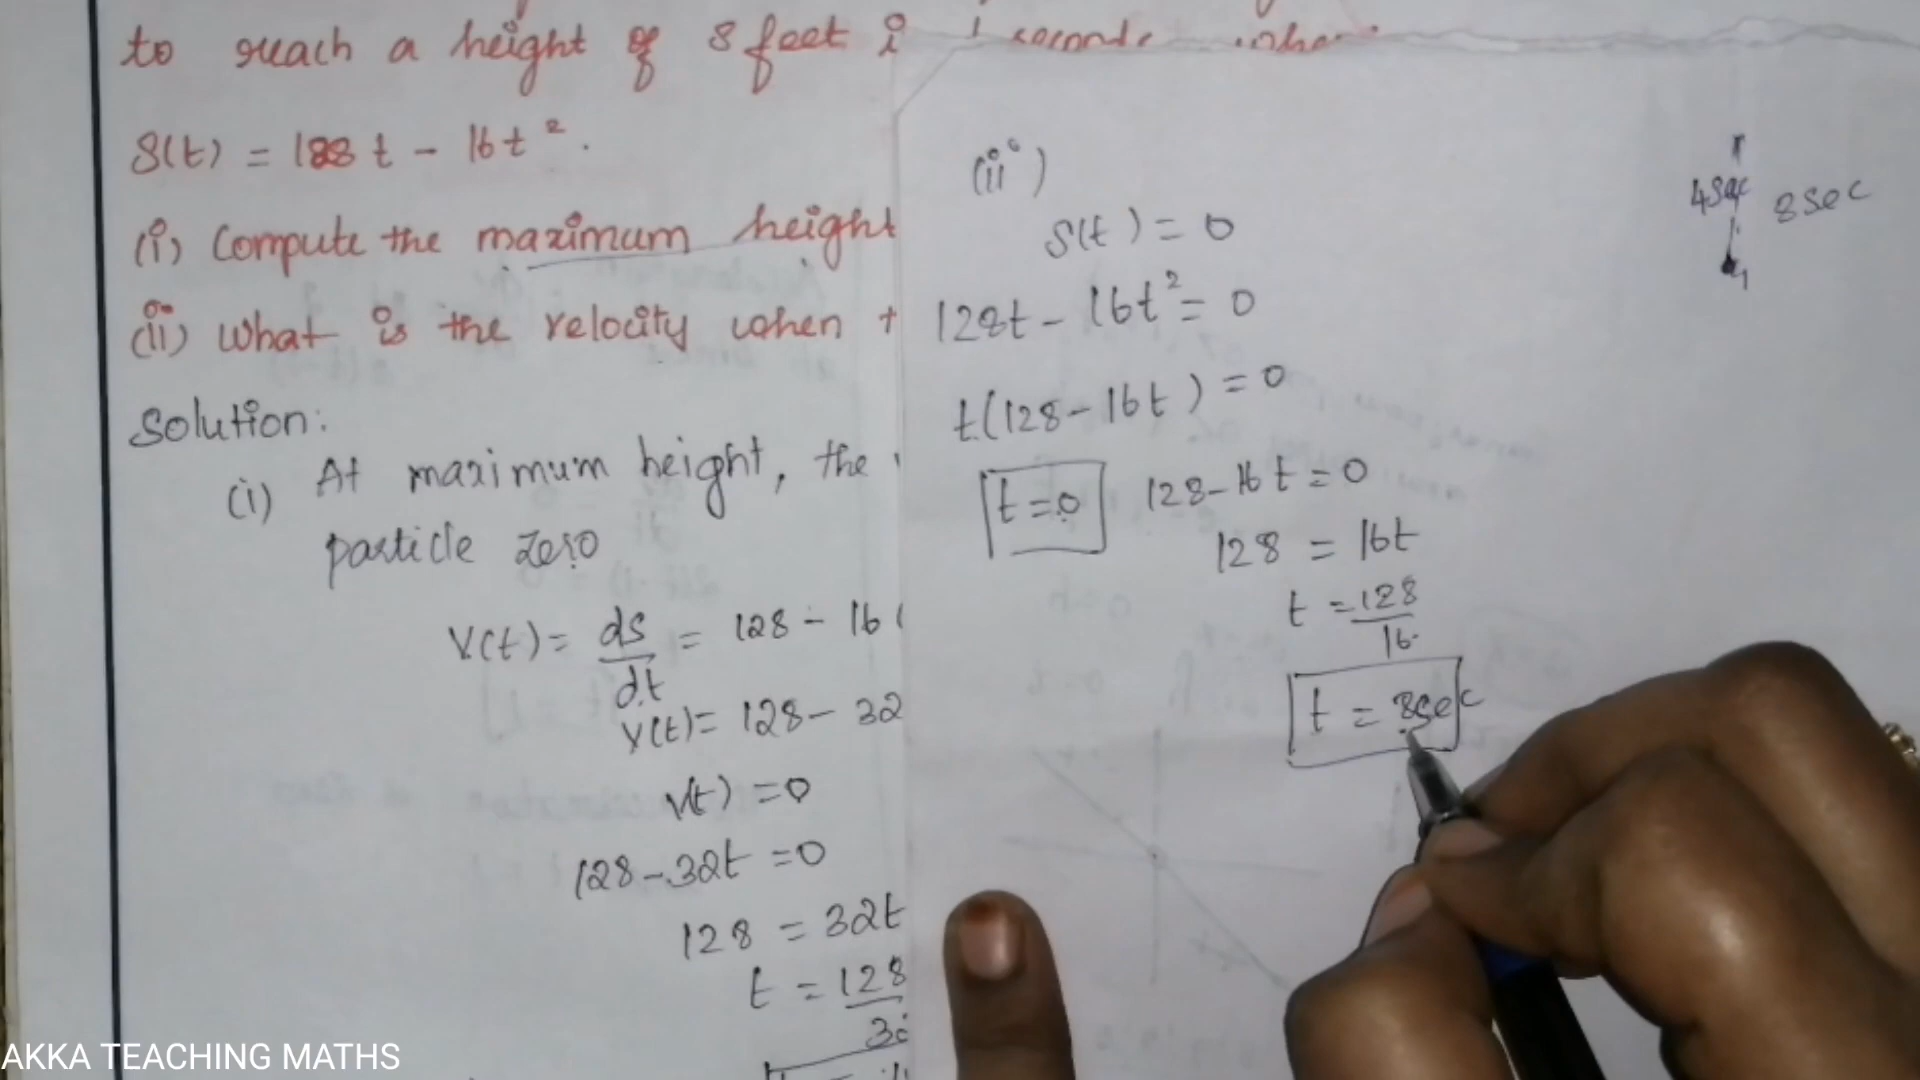 to reach a height of s feet i
S(t) = 128 t - 16t².
(i) Compute the maximum height
(ii) What is the velocity when t
Solution:
(i) At maximum height, the
particle zero
V(t) = ds/dt = 128 - 16(
V(t) = 128 - 32
V(t) = 0
128 - 32t = 0
128 = 32t
t = 128
(ii)
S(t) = 0
128t - 16t² = 0
t(128 - 16t) = 0
t = 0 128 - 16t = 0
128 = 16t
t = 128/16
t = 8sec
4sec 8sec
AKKA TEACHING MATHS